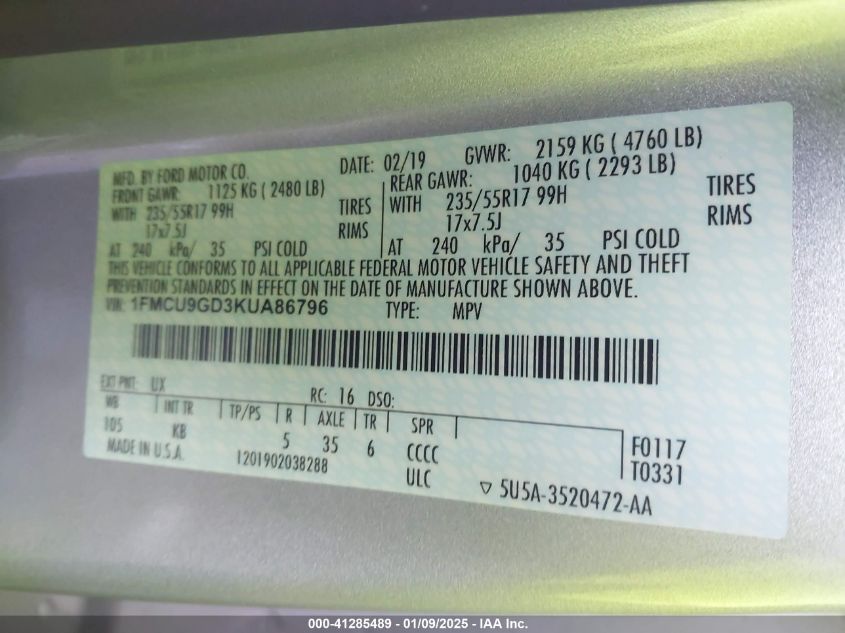 MFD. BY FORD MOTOR CO. DATE: 02/19 GVWR: 2159 KG ( 4760 LB)
FRONT GAWR: 1125 KG ( 2480 LB) REAR GAWR: 1040 KG ( 2293 LB)
WITH 235/55R17 99H TIRES WITH 235/55R17 99H TIRES
17x7.5J RIMS 17x7.5J RIMS
AT 240 kPa/ 35 PSI COLD AT 240 kPa/ 35 PSI COLD
THIS VEHICLE CONFORMS TO ALL APPLICABLE FEDERAL MOTOR VEHICLE SAFETY AND THEFT
PREVENTION STANDARDS IN EFFECT ON THE DATE OF MANUFACTURE SHOWN ABOVE.
VIN: 1FMCU9GD3KUA86796 TYPE: MPV
EXT PNT: UX RC: 16 DSO:
WB INT TR TP/PS R AXLE TR SPR
105 KB 5 35 6 CCCC F0117
MADE IN U.S.A. 1201902038288 ULC T0331
▽ 5U5A-3520472-AA
000-41285489 - 01/09/2025 - IAA Inc.